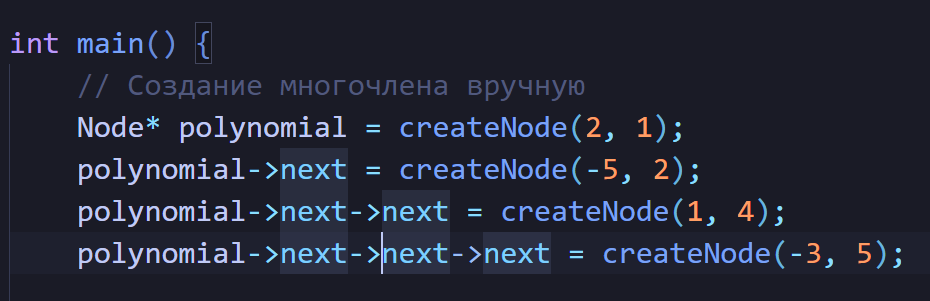 int main() {
// Создание многочлена вручную
Node* polynomial = createNode(2, 1);
polynomial->next = createNode(-5, 2);
polynomial->next->next = createNode(1, 4);
polynomial->next->next->next = createNode(-3, 5);